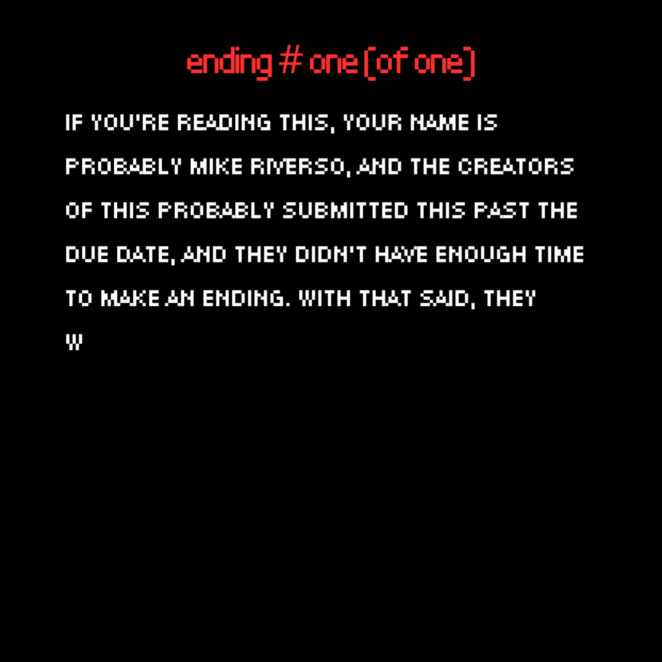 ending # one (of one)
IF YOU'RE READING THIS, YOUR NAME IS
PROBABLY MIKE RIVERSO, AND THE CREATORS
OF THIS PROBABLY SUBMITTED THIS PAST THE
DUE DATE, AND THEY DIDN'T HAVE ENOUGH TIME
TO MAKE AN ENDING. WITH THAT SAID, THEY
W